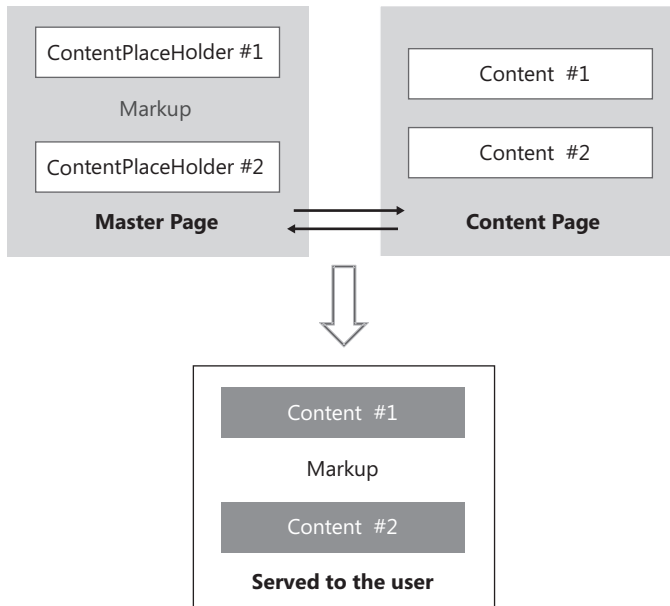 ContentPlaceHolder #1
Markup
ContentPlaceHolder #2
Master Page
Content #1
Content #2
Content Page
Content #1
Markup
Content #2
Served to the user